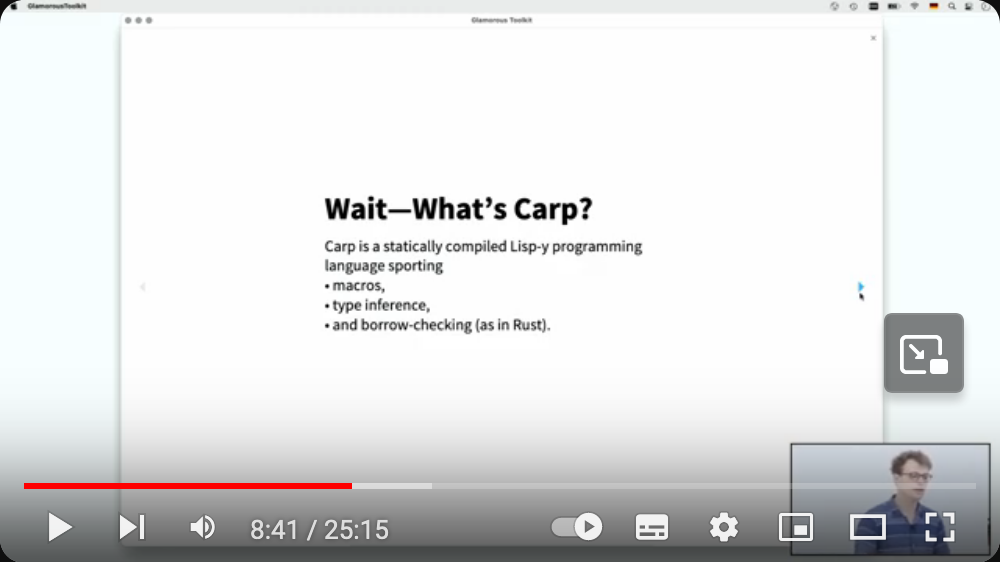 GlamorousToolkit
Glamorous Toolkit
Wait—What's Carp?
Carp is a statically compiled Lisp-y programming
language sporting
• macros,
• type inference,
• and borrow-checking (as in Rust).
8:41 / 25:15